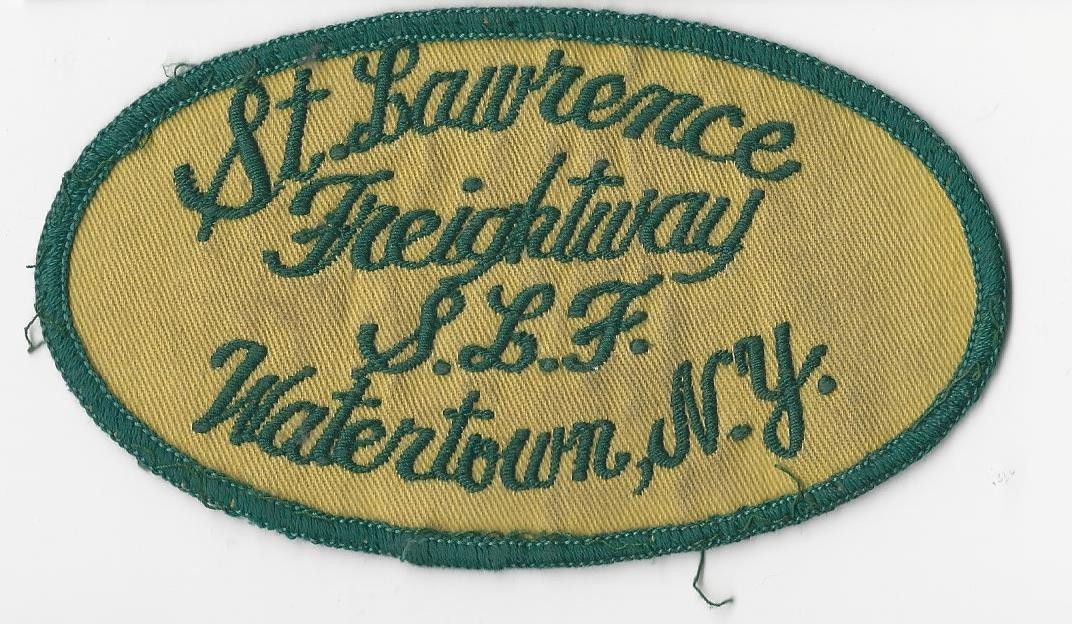 St. Lawrence
Freightway
S.L.F.
Watertown, N.Y.